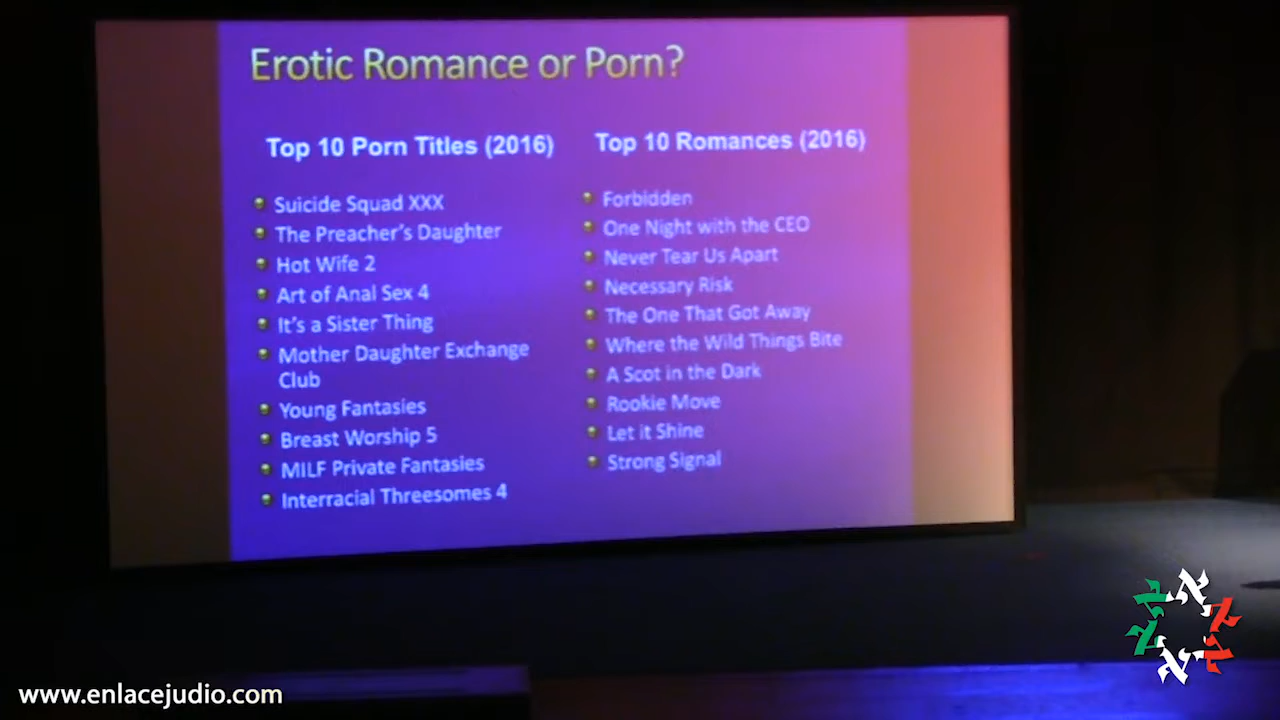 Erotic Romance or Porn?
Top 10 Porn Titles (2016)
Suicide Squad XXX
The Preacher's Daughter
Hot Wife 2
Art of Anal Sex 4
It's a Sister Thing
Mother Daughter Exchange
Club
Young Fantasies
Breast Worship 5
MILF Private Fantasies
Interracial Threesomes 4
Top 10 Romances (2016)
Forbidden
One Night with the CEO
Never Tear Us Apart
Necessary Risk
The One That Got Away
Where the Wild Things Bite
A Scot in the Dark
Rookie Move
Let it Shine
Strong Signal
א א א א א א
www.enlacejudio.com